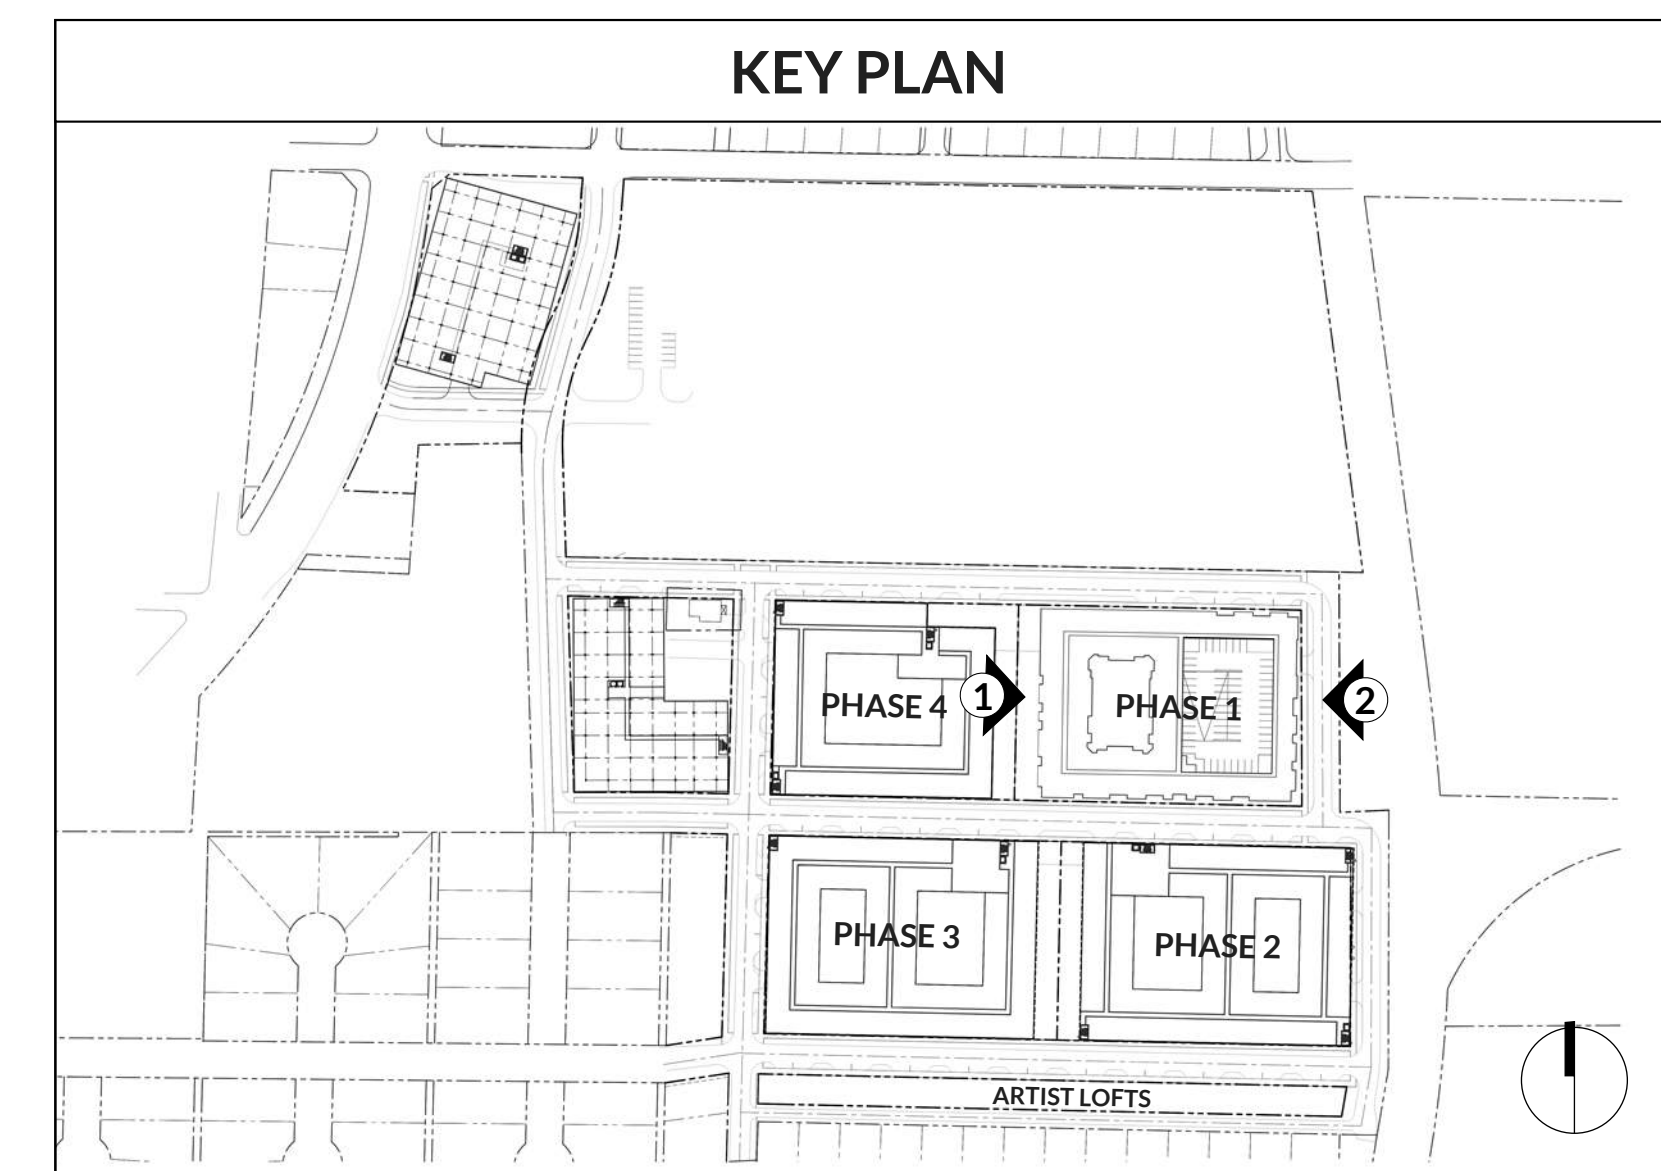 KEY PLAN
PHASE 4
1
PHASE 1
2
PHASE 3
PHASE 2
ARTIST LOFTS